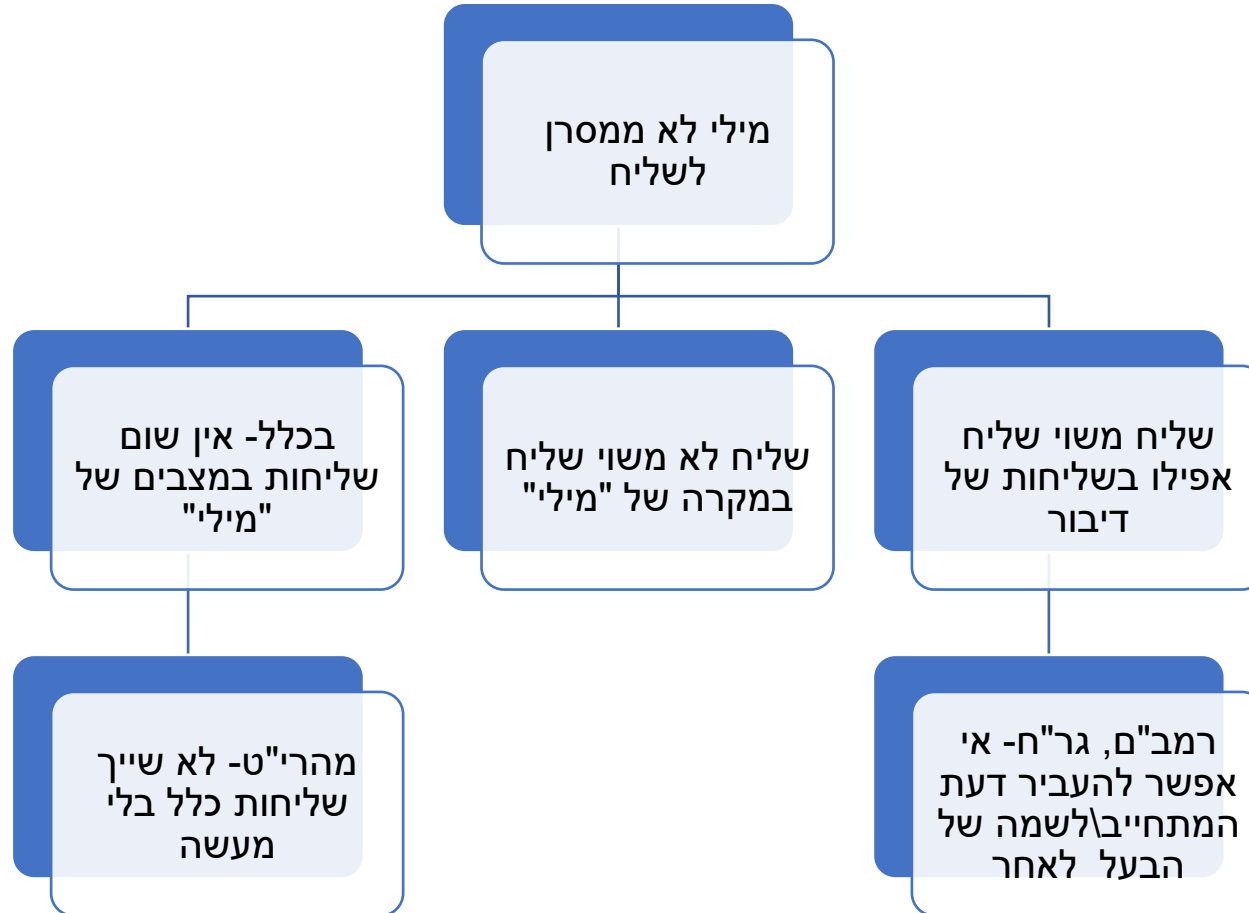 מילי לא ממסרן
לשליח
שליח משוי שליח
אפילו בשליחות של
דיבור
שליח לא משוי שליח
במקרה של "מילי"
בכלל- אין שום
שליחות במצבים של
"מילי"
רמב"ם, גר"ח- אי
אפשר להעביר דעת
המתחייב\לשמה של
הבעל לאחר
מהרי"ט- לא שייך
שליחות כלל בלי
מעשה